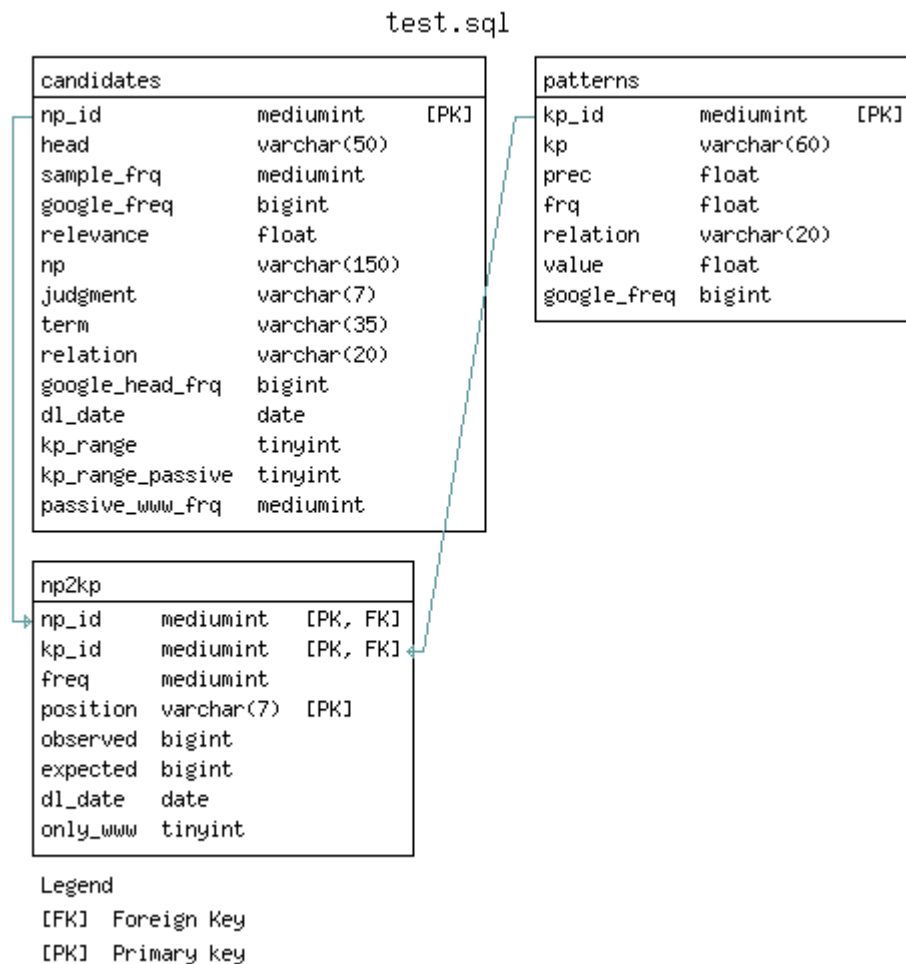 test.sql
candidates
np_id mediumint [PK]
head varchar(50)
sample_frq mediumint
google_freq bigint
relevance float
np varchar(150)
judgment varchar(7)
term varchar(35)
relation varchar(20)
google_head_frq bigint
dl_date date
kp_range tinyint
kp_range_passive tinyint
passive_www_frq mediumint
patterns
kp_id mediumint [PK]
kp varchar(60)
prec float
frq float
relation varchar(20)
value float
google_freq bigint
np2kp
np_id mediumint [PK, FK]
kp_id mediumint [PK, FK]
freq mediumint
position varchar(7) [PK]
observed bigint
expected bigint
dl_date date
only_www tinyint
Legend
[FK] Foreign Key
[PK] Primary key